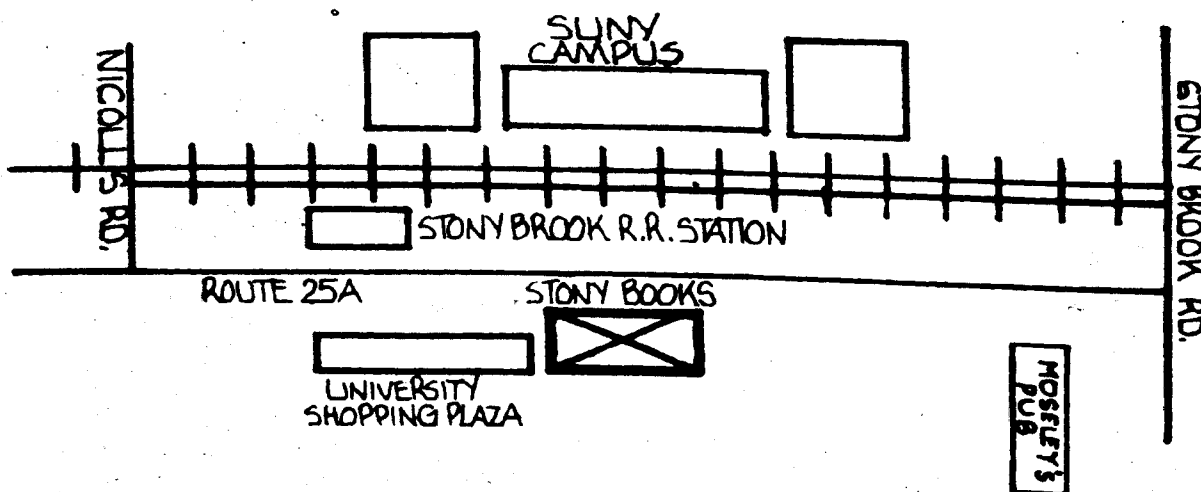 SUNY
CAMPUS
NICOLLS RD.
STONY BROOK RD.
STONY BROOK R.R. STATION
ROUTE 25A
STONY BOOKS
UNIVERSITY
SHOPPING PLAZA
MOSELEY'S
PUB